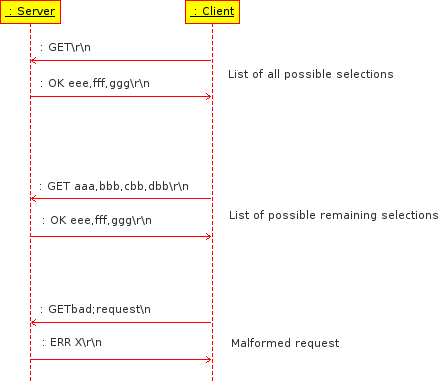 : Server
: Client
: GET\r\n
: OK eee,fff,ggg\r\n
List of all possible selections
: GET aaa,bbb,cbb,dbb\r\n
: OK eee,fff,ggg\r\n
List of possible remaining selections
: GETbad;request\n
: ERR X\r\n
Malformed request